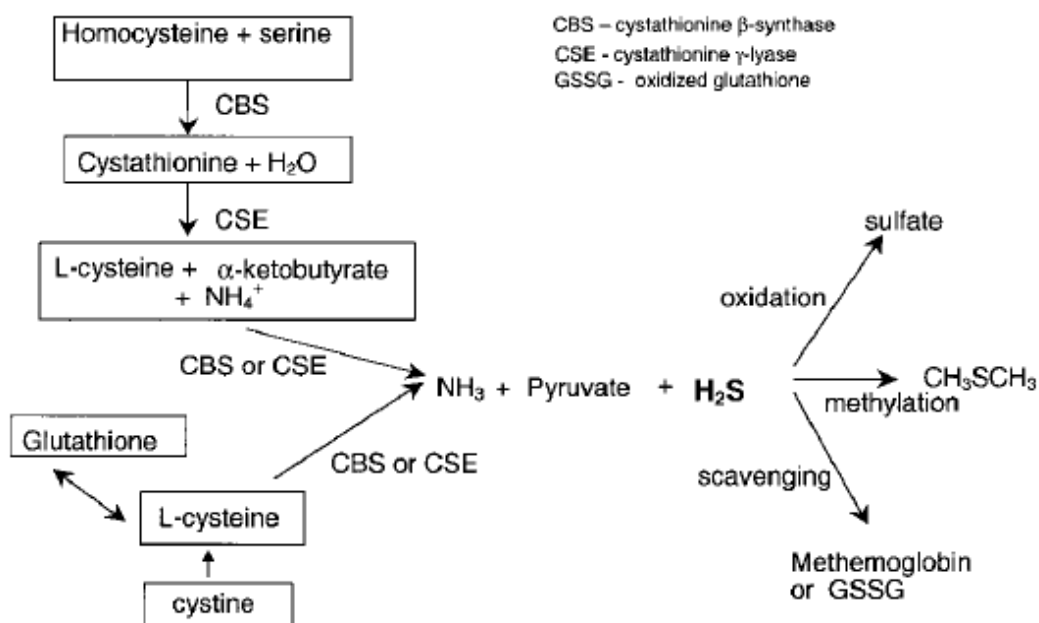 Homocysteine + serine
CBS – cystathionine β-synthase
CSE - cystathionine γ-lyase
GSSG - oxidized glutathione
CBS
Cystathionine + H₂O
CSE
L-cysteine + α-ketobutyrate
+ NH₄⁺
CBS or CSE
NH₃ + Pyruvate + H₂S
sulfate
oxidation
CH₃SCH₃
methylation
scavenging
Methemoglobin
or GSSG
Glutathione
CBS or CSE
L-cysteine
cystine